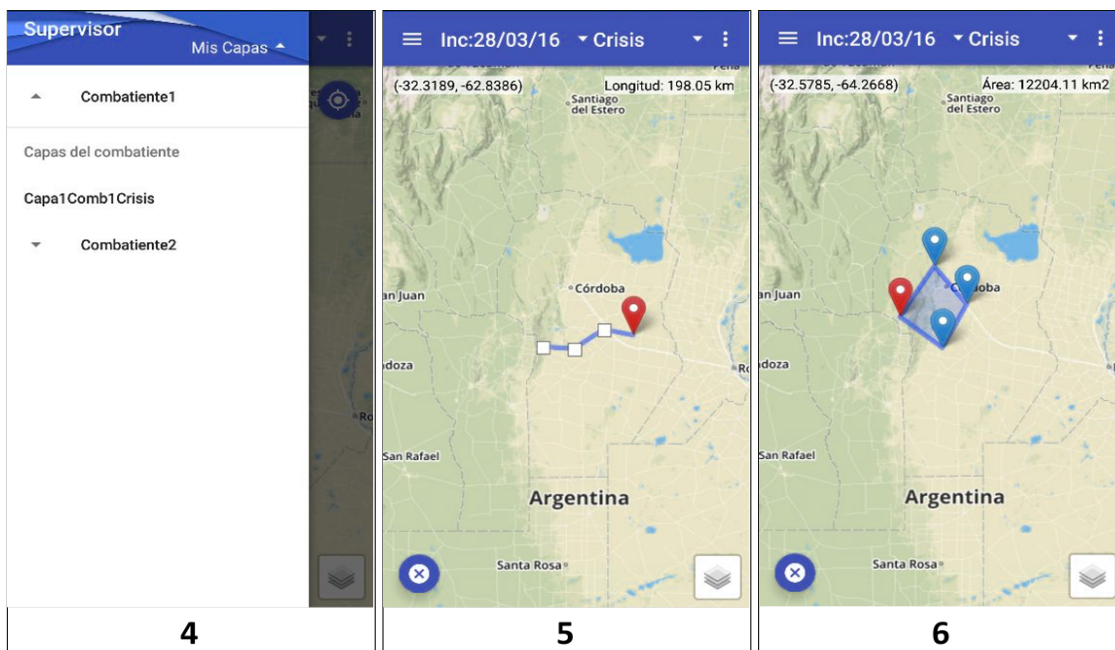 Supervisor
Mis Capas
Combatiente1
Capas del combatiente
Capa1Comb1Crisis
Combatiente2
4
Inc:28/03/16 Crisis
(-32.3189, -62.8386) Longitud: 198.05 km
Santiago
del Estero
Córdoba
an Juan
doza
San Rafael
Argentina
Santa Rosa
5
Inc:28/03/16 Crisis
(-32.5785, -64.2668) Área: 12204.11 km2
Santiago
del Estero
an Juan
doza
San Rafael
Argentina
Santa Rosa
6